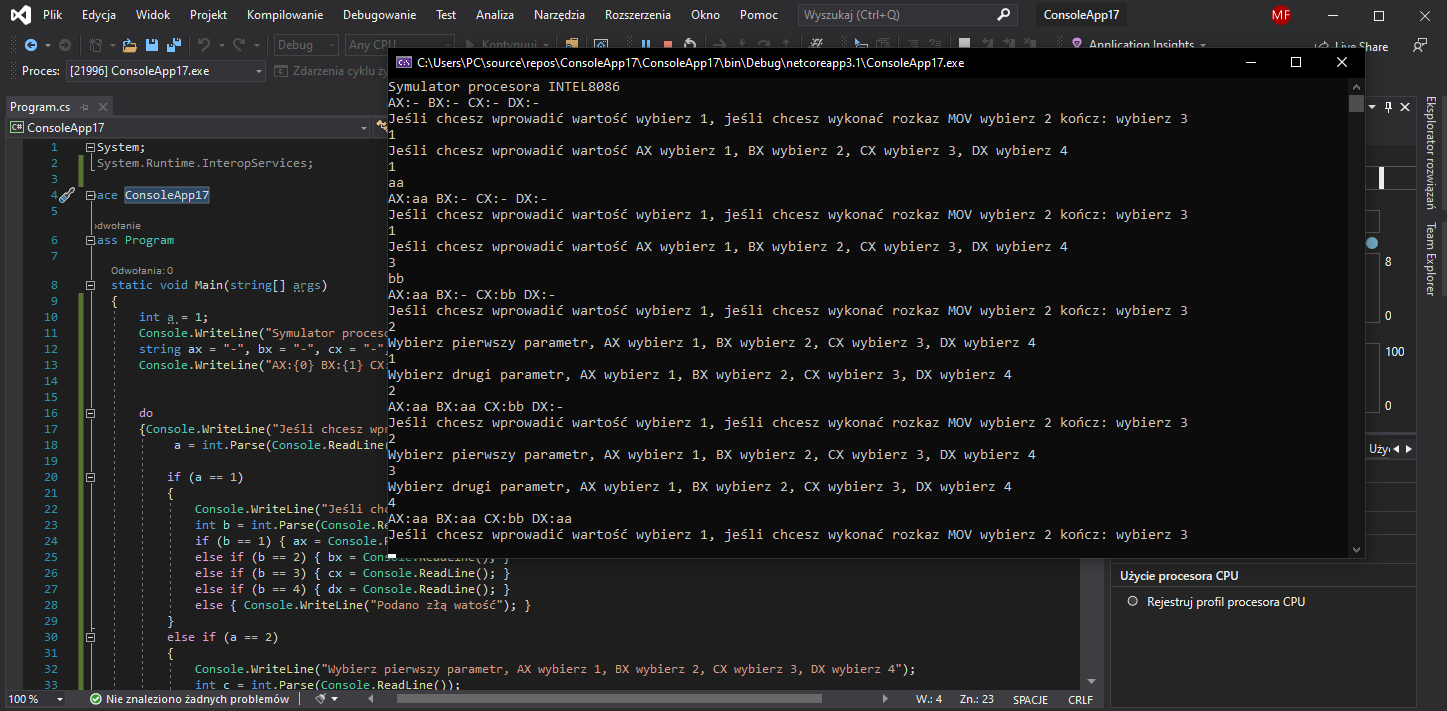 Plik Edycja Widok Projekt Kompilowanie Debugowanie Test Analiza Narzędzia Rozszerzenia Okno Pomoc Wyszukaj (Ctrl+Q) ConsoleApp17 MF
Debug Any CPU Kontynuuj Application Insights Live Share
Proces: [21996] ConsoleApp17.exe Zdarzenia cyklu ży
C:\Users\PC\source\repos\ConsoleApp17\ConsoleApp17\bin\Debug\netcoreapp3.1\ConsoleApp17.exe
Symulator procesora INTEL8086
AX:- BX:- CX:- DX:-
Jeśli chcesz wprowadić wartość wybierz 1, jeśli chcesz wykonać rozkaz MOV wybierz 2 kończ: wybierz 3
1
Jeśli chcesz wprowadić wartość AX wybierz 1, BX wybierz 2, CX wybierz 3, DX wybierz 4
1
aa
AX:aa BX:- CX:- DX:-
Jeśli chcesz wprowadić wartość wybierz 1, jeśli chcesz wykonać rozkaz MOV wybierz 2 kończ: wybierz 3
1
Jeśli chcesz wprowadić wartość AX wybierz 1, BX wybierz 2, CX wybierz 3, DX wybierz 4
3
bb
AX:aa BX:- CX:bb DX:-
Jeśli chcesz wprowadić wartość wybierz 1, jeśli chcesz wykonać rozkaz MOV wybierz 2 kończ: wybierz 3
2
Wybierz pierwszy parametr, AX wybierz 1, BX wybierz 2, CX wybierz 3, DX wybierz 4
1
Wybierz drugi parametr, AX wybierz 1, BX wybierz 2, CX wybierz 3, DX wybierz 4
2
AX:aa BX:aa CX:bb DX:-
Jeśli chcesz wprowadić wartość wybierz 1, jeśli chcesz wykonać rozkaz MOV wybierz 2 kończ: wybierz 3
2
Wybierz pierwszy parametr, AX wybierz 1, BX wybierz 2, CX wybierz 3, DX wybierz 4
3
Wybierz drugi parametr, AX wybierz 1, BX wybierz 2, CX wybierz 3, DX wybierz 4
4
AX:aa BX:aa CX:bb DX:aa
Jeśli chcesz wprowadić wartość wybierz 1, jeśli chcesz wykonać rozkaz MOV wybierz 2 kończ: wybierz 3
Program.cs
C# ConsoleApp17
1 System;
2 System.Runtime.InteropServices;
3
4 ace ConsoleApp17
5
odwołanie
6 ass Program
7
Odwołania: 0
8 static void Main(string[] args)
9 {
10 int a = 1;
11 Console.WriteLine("Symulator proceso
12 string ax = "-", bx = "-", cx = "-"
13 Console.WriteLine("AX:{0} BX:{1} CX
14
15
16 do
17 {Console.WriteLine("Jeśli chcesz wpr
18 a = int.Parse(Console.ReadLine(
19
20 if (a == 1)
21 {
22 Console.WriteLine("Jeśli chc
23 int b = int.Parse(Console.Re
24 if (b == 1) { ax = Console.R
25 else if (b == 2) { bx = Console.ReadLine(); }
26 else if (b == 3) { cx = Console.ReadLine(); }
27 else if (b == 4) { dx = Console.ReadLine(); }
28 else { Console.WriteLine("Podano złą watość"); }
29 }
30 else if (a == 2)
31 {
32 Console.WriteLine("Wybierz pierwszy parametr, AX wybierz 1, BX wybierz 2, CX wybierz 3, DX wybierz 4");
33 int c = int.Parse(Console.ReadLine());
100 % Nie znaleziono żadnych problemów W.: 4 Zn.: 23 SPACJE CRLF
8
0
100
0
Użyc
Użycie procesora CPU
Rejestruj profil procesora CPU
Eksplorator rozwiązań
Team Explorer